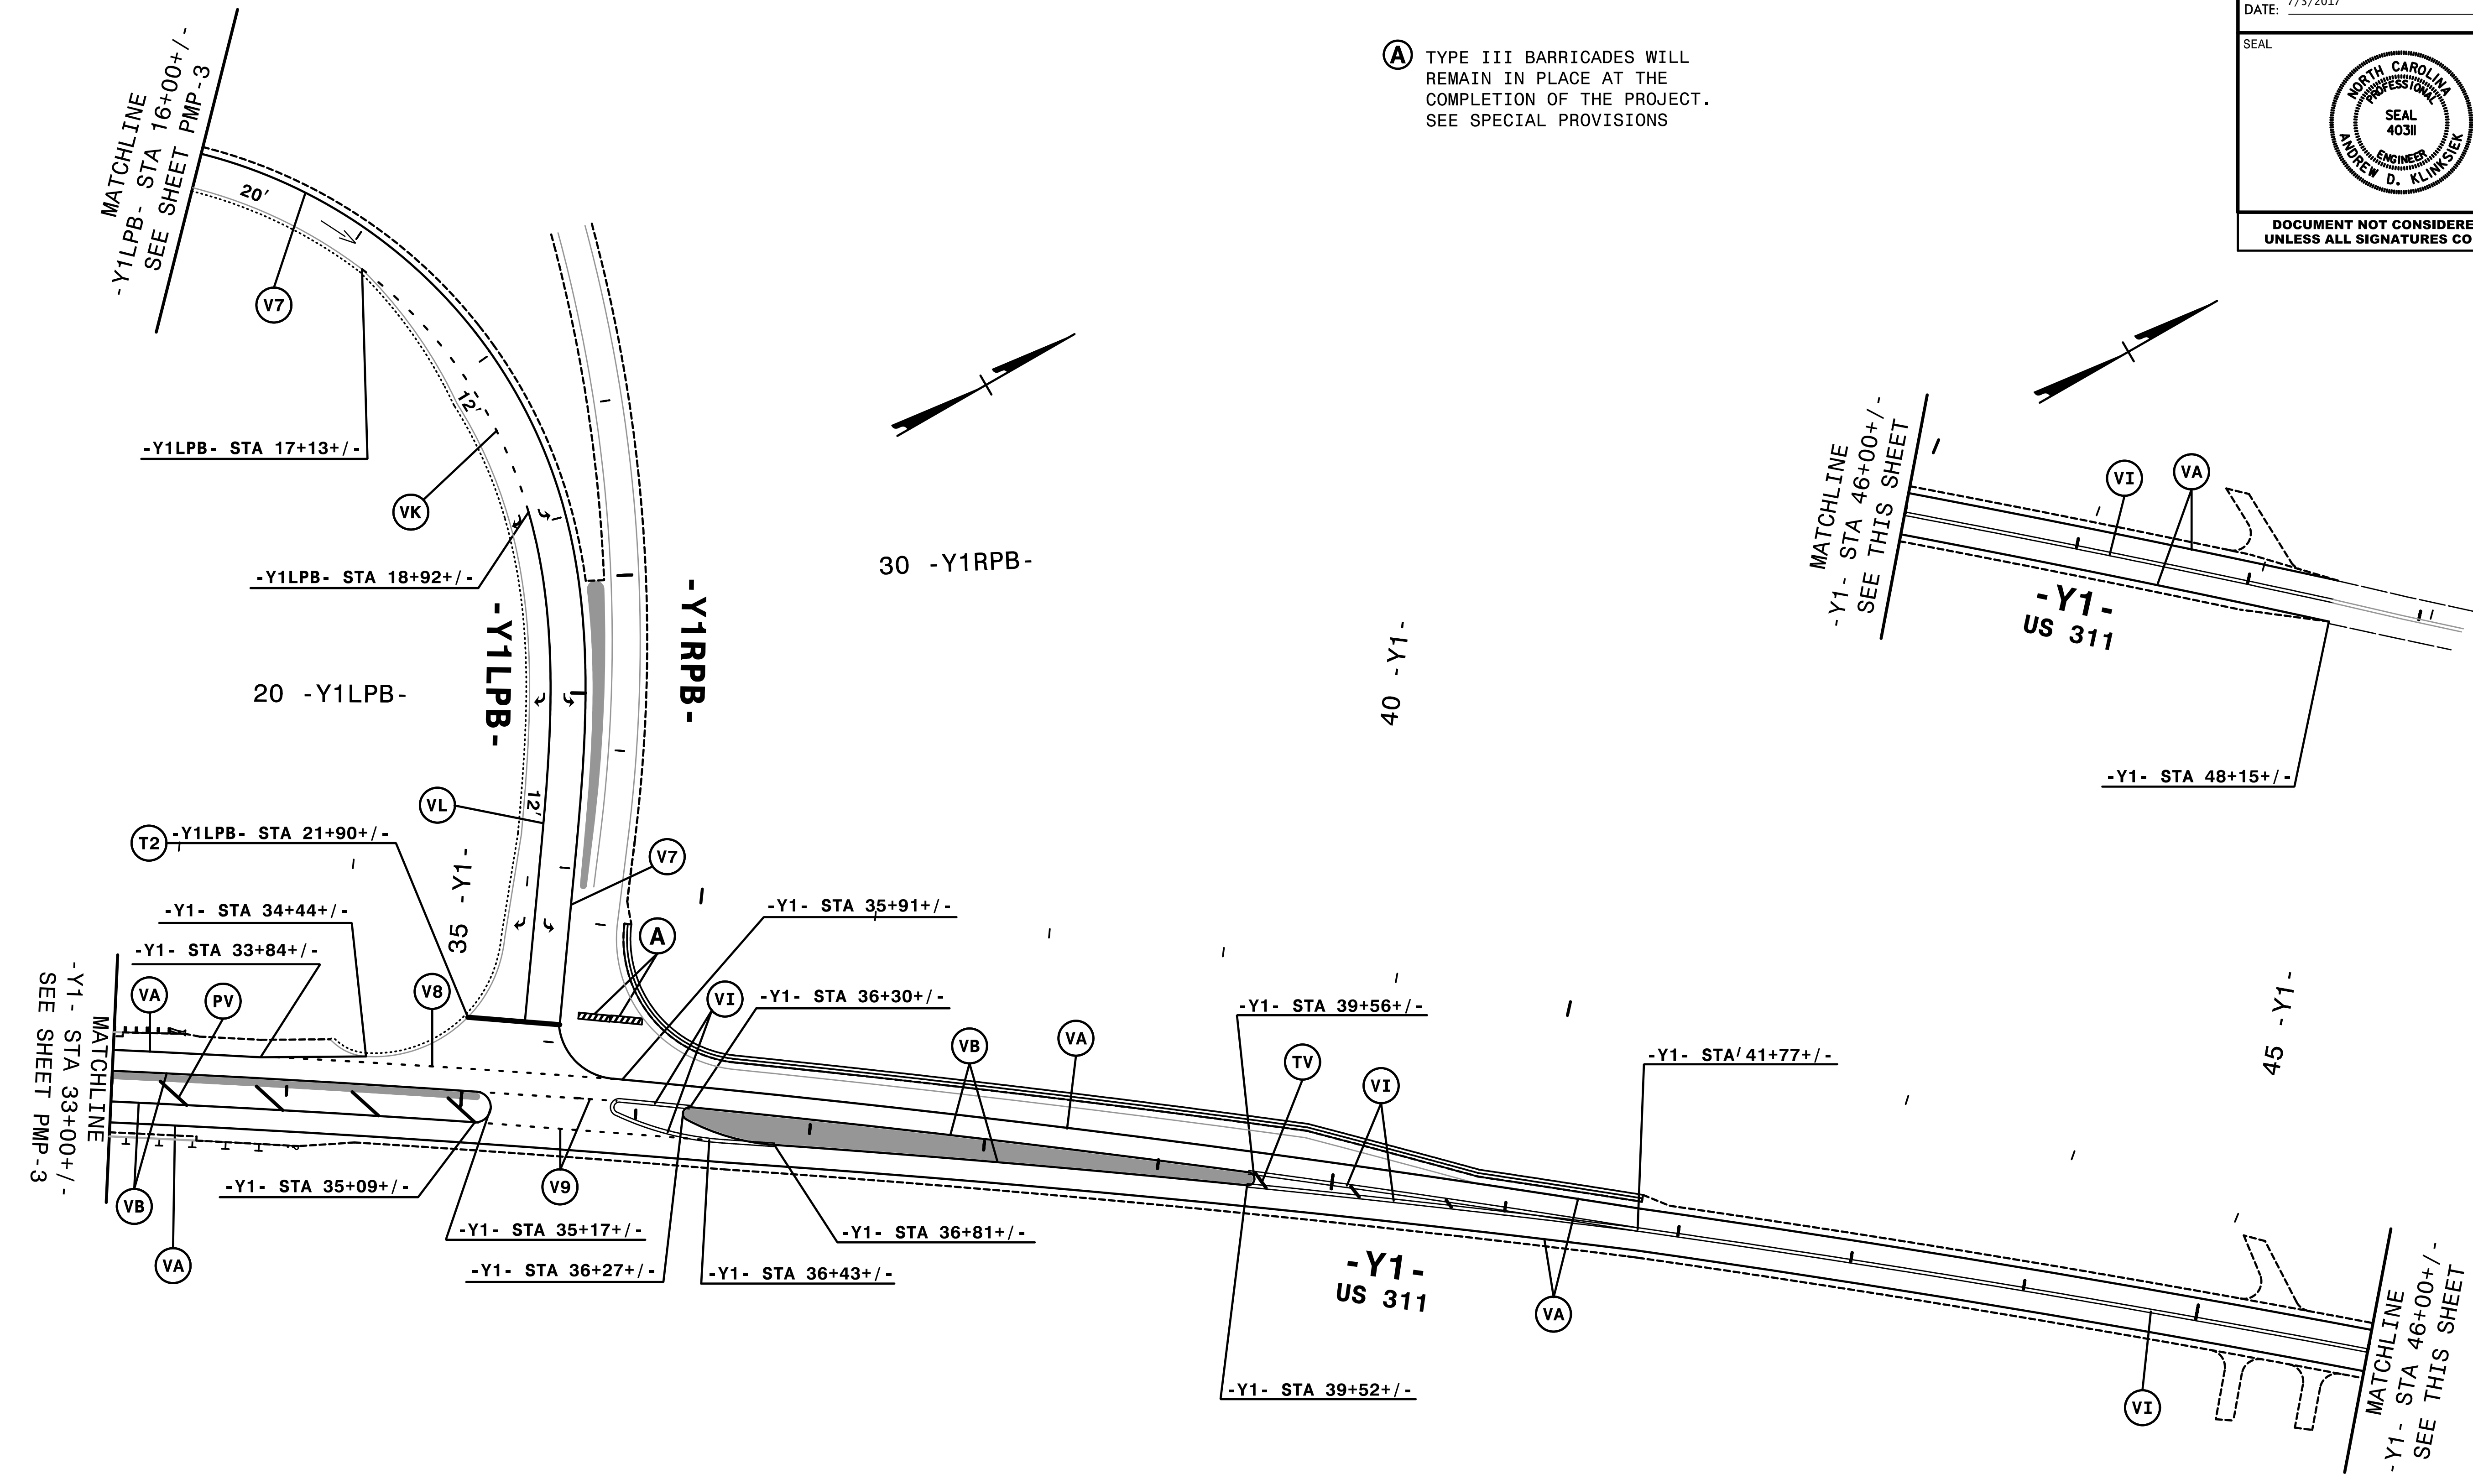 DATE:
7/3/2017
SEAL
NORTH CAROLINA
PROFESSIONAL
SEAL
40311
ENGINEER
ANDREW D. KLINKSIEK
DOCUMENT NOT CONSIDERE
UNLESS ALL SIGNATURES CO
A
TYPE III BARRICADES WILL
REMAIN IN PLACE AT THE
COMPLETION OF THE PROJECT.
SEE SPECIAL PROVISIONS
MATCHLINE
-Y1LPB- STA 16+00+/-
SEE SHEET PMP-3
20'
V7
12'
-Y1LPB- STA 17+13+/-
VK
-Y1LPB- STA 18+92+/-
-Y1LPB-
-Y1RPB-
30 -Y1RPB-
20 -Y1LPB-
40 -Y1-
MATCHLINE
-Y1- STA 46+00+/-
SEE THIS SHEET
VI
VA
-Y1-
US 311
-Y1- STA 48+15+/-
VL
12'
T2
-Y1LPB- STA 21+90+/-
35 -Y1-
V7
-Y1- STA 34+44+/-
-Y1- STA 35+91+/-
A
-Y1- STA 33+84+/-
VA
PV
V8
VI
-Y1- STA 36+30+/-
VB
VA
-Y1- STA 39+56+/-
TV
VI
-Y1- STA 41+77+/-
45 -Y1-
MATCHLINE
-Y1- STA 33+00+/-
SEE SHEET PMP-3
VB
-Y1- STA 35+09+/-
V9
VA
-Y1- STA 35+17+/-
-Y1- STA 36+27+/-
-Y1- STA 36+43+/-
-Y1- STA 36+81+/-
-Y1-
US 311
VA
-Y1- STA 39+52+/-
VI
MATCHLINE
-Y1- STA 46+00+/-
SEE THIS SHEET